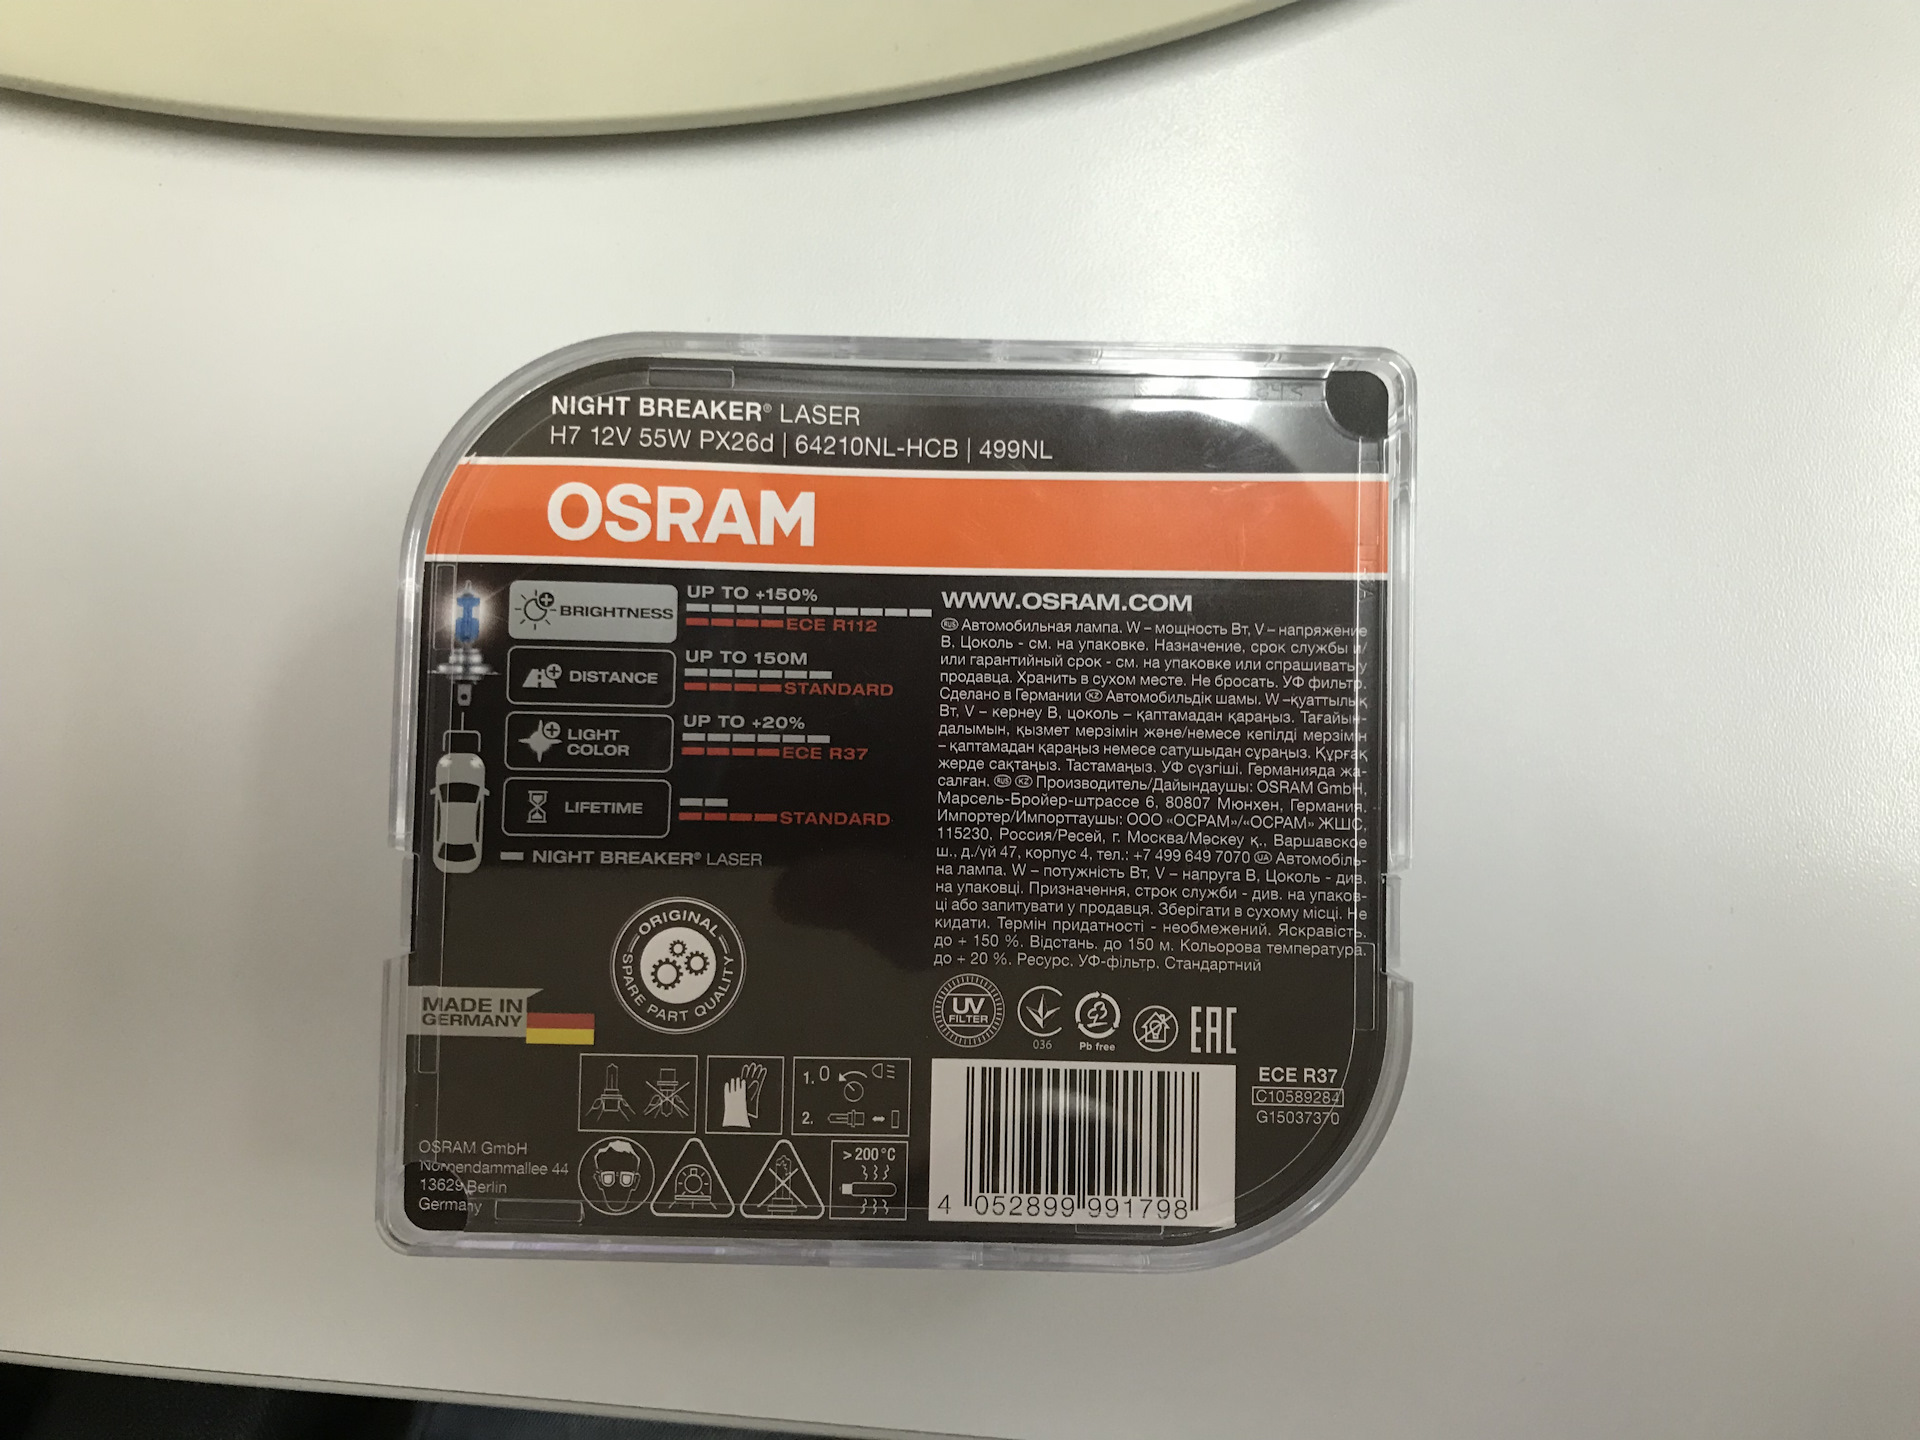 NIGHT BREAKER® LASER
H7 12V 55W PX26d | 64210NL-HCB | 499NL
OSRAM
BRIGHTNESS
UP TO +150%
ECE R112
DISTANCE
UP TO 150M
STANDARD
LIGHT
COLOR
UP TO +20%
ECE R37
LIFETIME
STANDARD
NIGHT BREAKER® LASER
ORIGINAL
SPARE PART QUALITY
MADE IN
GERMANY
WWW.OSRAM.COM
RUS Автомобильная лампа. W – мощность Вт, V – напряжение
В, Цоколь - см. на упаковке. Назначение, срок службы и/
или гарантийный срок - см. на упаковке или спрашивать у
продавца. Хранить в сухом месте. Не бросать. УФ фильтр.
Сделано в Германии KZ Автомобильдік шамы. W –қуаттылық
Вт, V – кернеу В, цоколь – қаптамадан қараңыз. Тағайын-
далымын, қызмет мерзімін және/немесе кепілді мерзімін
– қаптамадан қараңыз немесе сатушыдан сұраңыз. Құрғақ
жерде сақтаңыз. Тастамаңыз. УФ сүзгіші. Германияда жа-
салған. RUS KZ Производитель/Дайындаушы: OSRAM GmbH,
Марсель-Бройер-штрассе 6, 80807 Мюнхен, Германия.
Импортер/Импорттаушы: ООО «ОСРАМ»/«ОСРАМ» ЖШС,
115230, Россия/Ресей, г. Москва/Мескеу қ., Варшавское
ш., д./үй 47, корпус 4, тел.: +7 499 649 7070 UA Автомобіль-
на лампа. W – потужність Вт, V – напруга В, Цоколь - див.
на упаковці. Призначення, строк служби - див. на упаков-
ці або запитувати у продавця. Зберігати в сухому місці. Не
кидати. Термін придатності - необмежений. Яскравість.
до + 150 %. Відстань. до 150 м. Кольорова температура.
до + 20 %. Ресурс. УФ-фільтр. Стандартний
UV
FILTER
036
Pb free
EAC
ECE R37
C10589284
G15037370
1. 0
2.
>200°C
OSRAM GmbH
Nonnendammallee 44
13629 Berlin
Germany
4 052899 991798